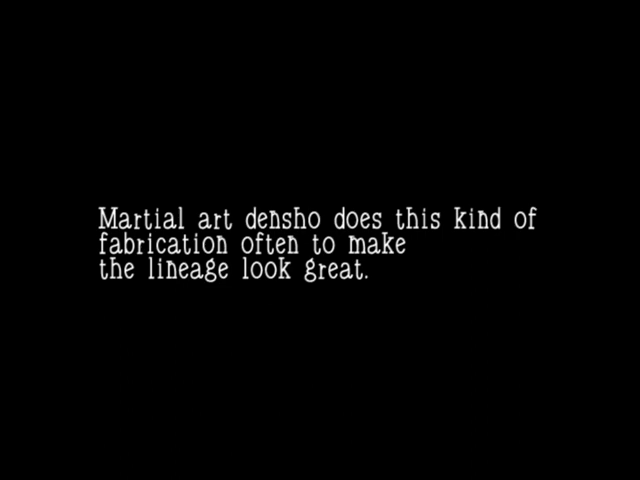 Martial art densho does this kind of
fabrication often to make
the lineage look great.